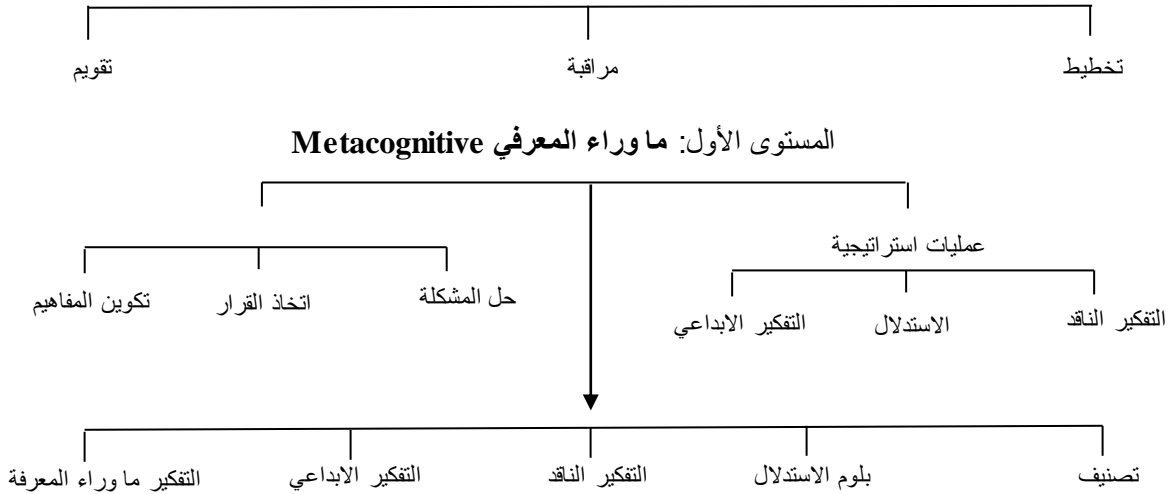 تخطيط مراقبة تقويم
المستوى الأول: ما وراء المعرفي Metacognitive
عمليات استراتيجية
حل المشكلة اتخاذ القرار تكوين المفاهيم
التفكير الناقد الاستدلال التفكير الابداعي
تصنيف بلوم الاستدلال التفكير الناقد التفكير الابداعي التفكير ما وراء المعرفة